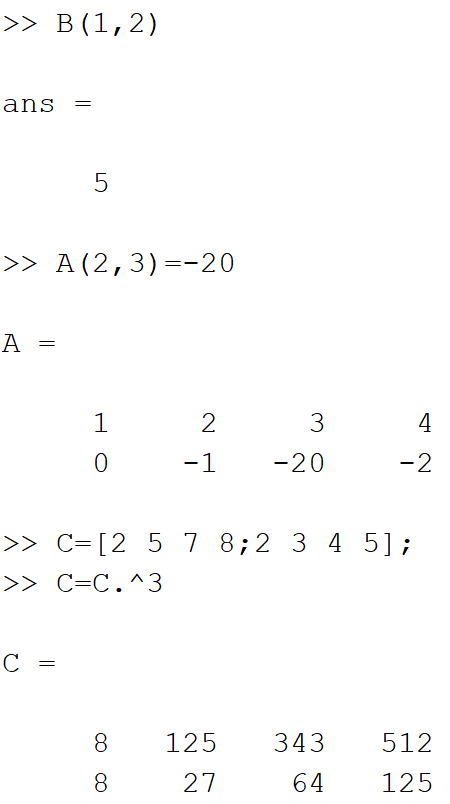 >> B(1,2)
ans =
5
>> A(2,3)=-20
A =
1 2 3 4
0 -1 -20 -2
>> C=[2 5 7 8;2 3 4 5];
>> C=C.^3
C =
8 125 343 512
8 27 64 125